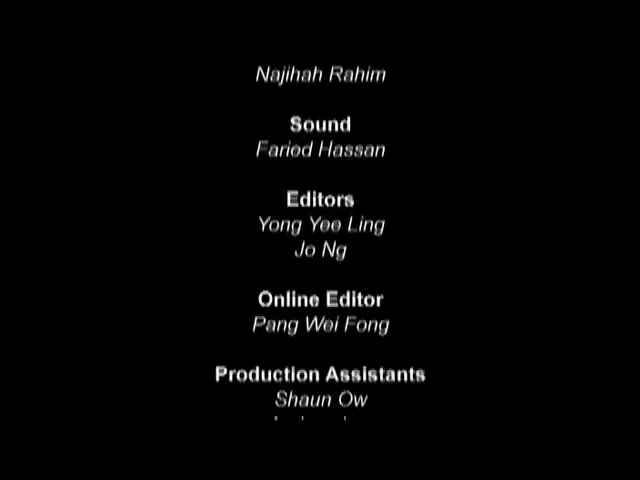 Najihah Rahim
Sound
Faried Hassan
Editors
Yong Yee Ling
Jo Ng
Online Editor
Pang Wei Fong
Production Assistants
Shaun Ow